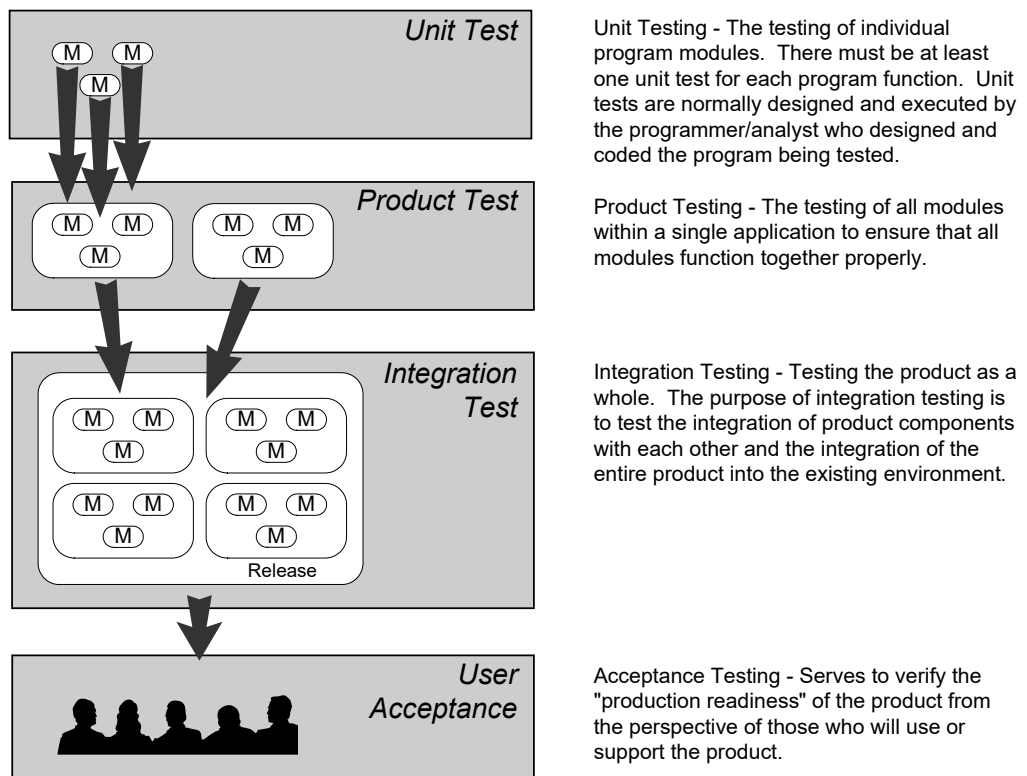 Unit Test
M
M
M
Unit Testing - The testing of individual
program modules.  There must be at least
one unit test for each program function.  Unit
tests are normally designed and executed by
the programmer/analyst who designed and
coded the program being tested.
Product Test
M M
M
M M
M
Product Testing - The testing of all modules
within a single application to ensure that all
modules function together properly.
Integration
Test
M M
M
M M
M
M M
M
M M
M
Release
Integration Testing - Testing the product as a
whole.  The purpose of integration testing is
to test the integration of product components
with each other and the integration of the
entire product into the existing environment.
User
Acceptance
Acceptance Testing - Serves to verify the
"production readiness" of the product from
the perspective of those who will use or
support the product.